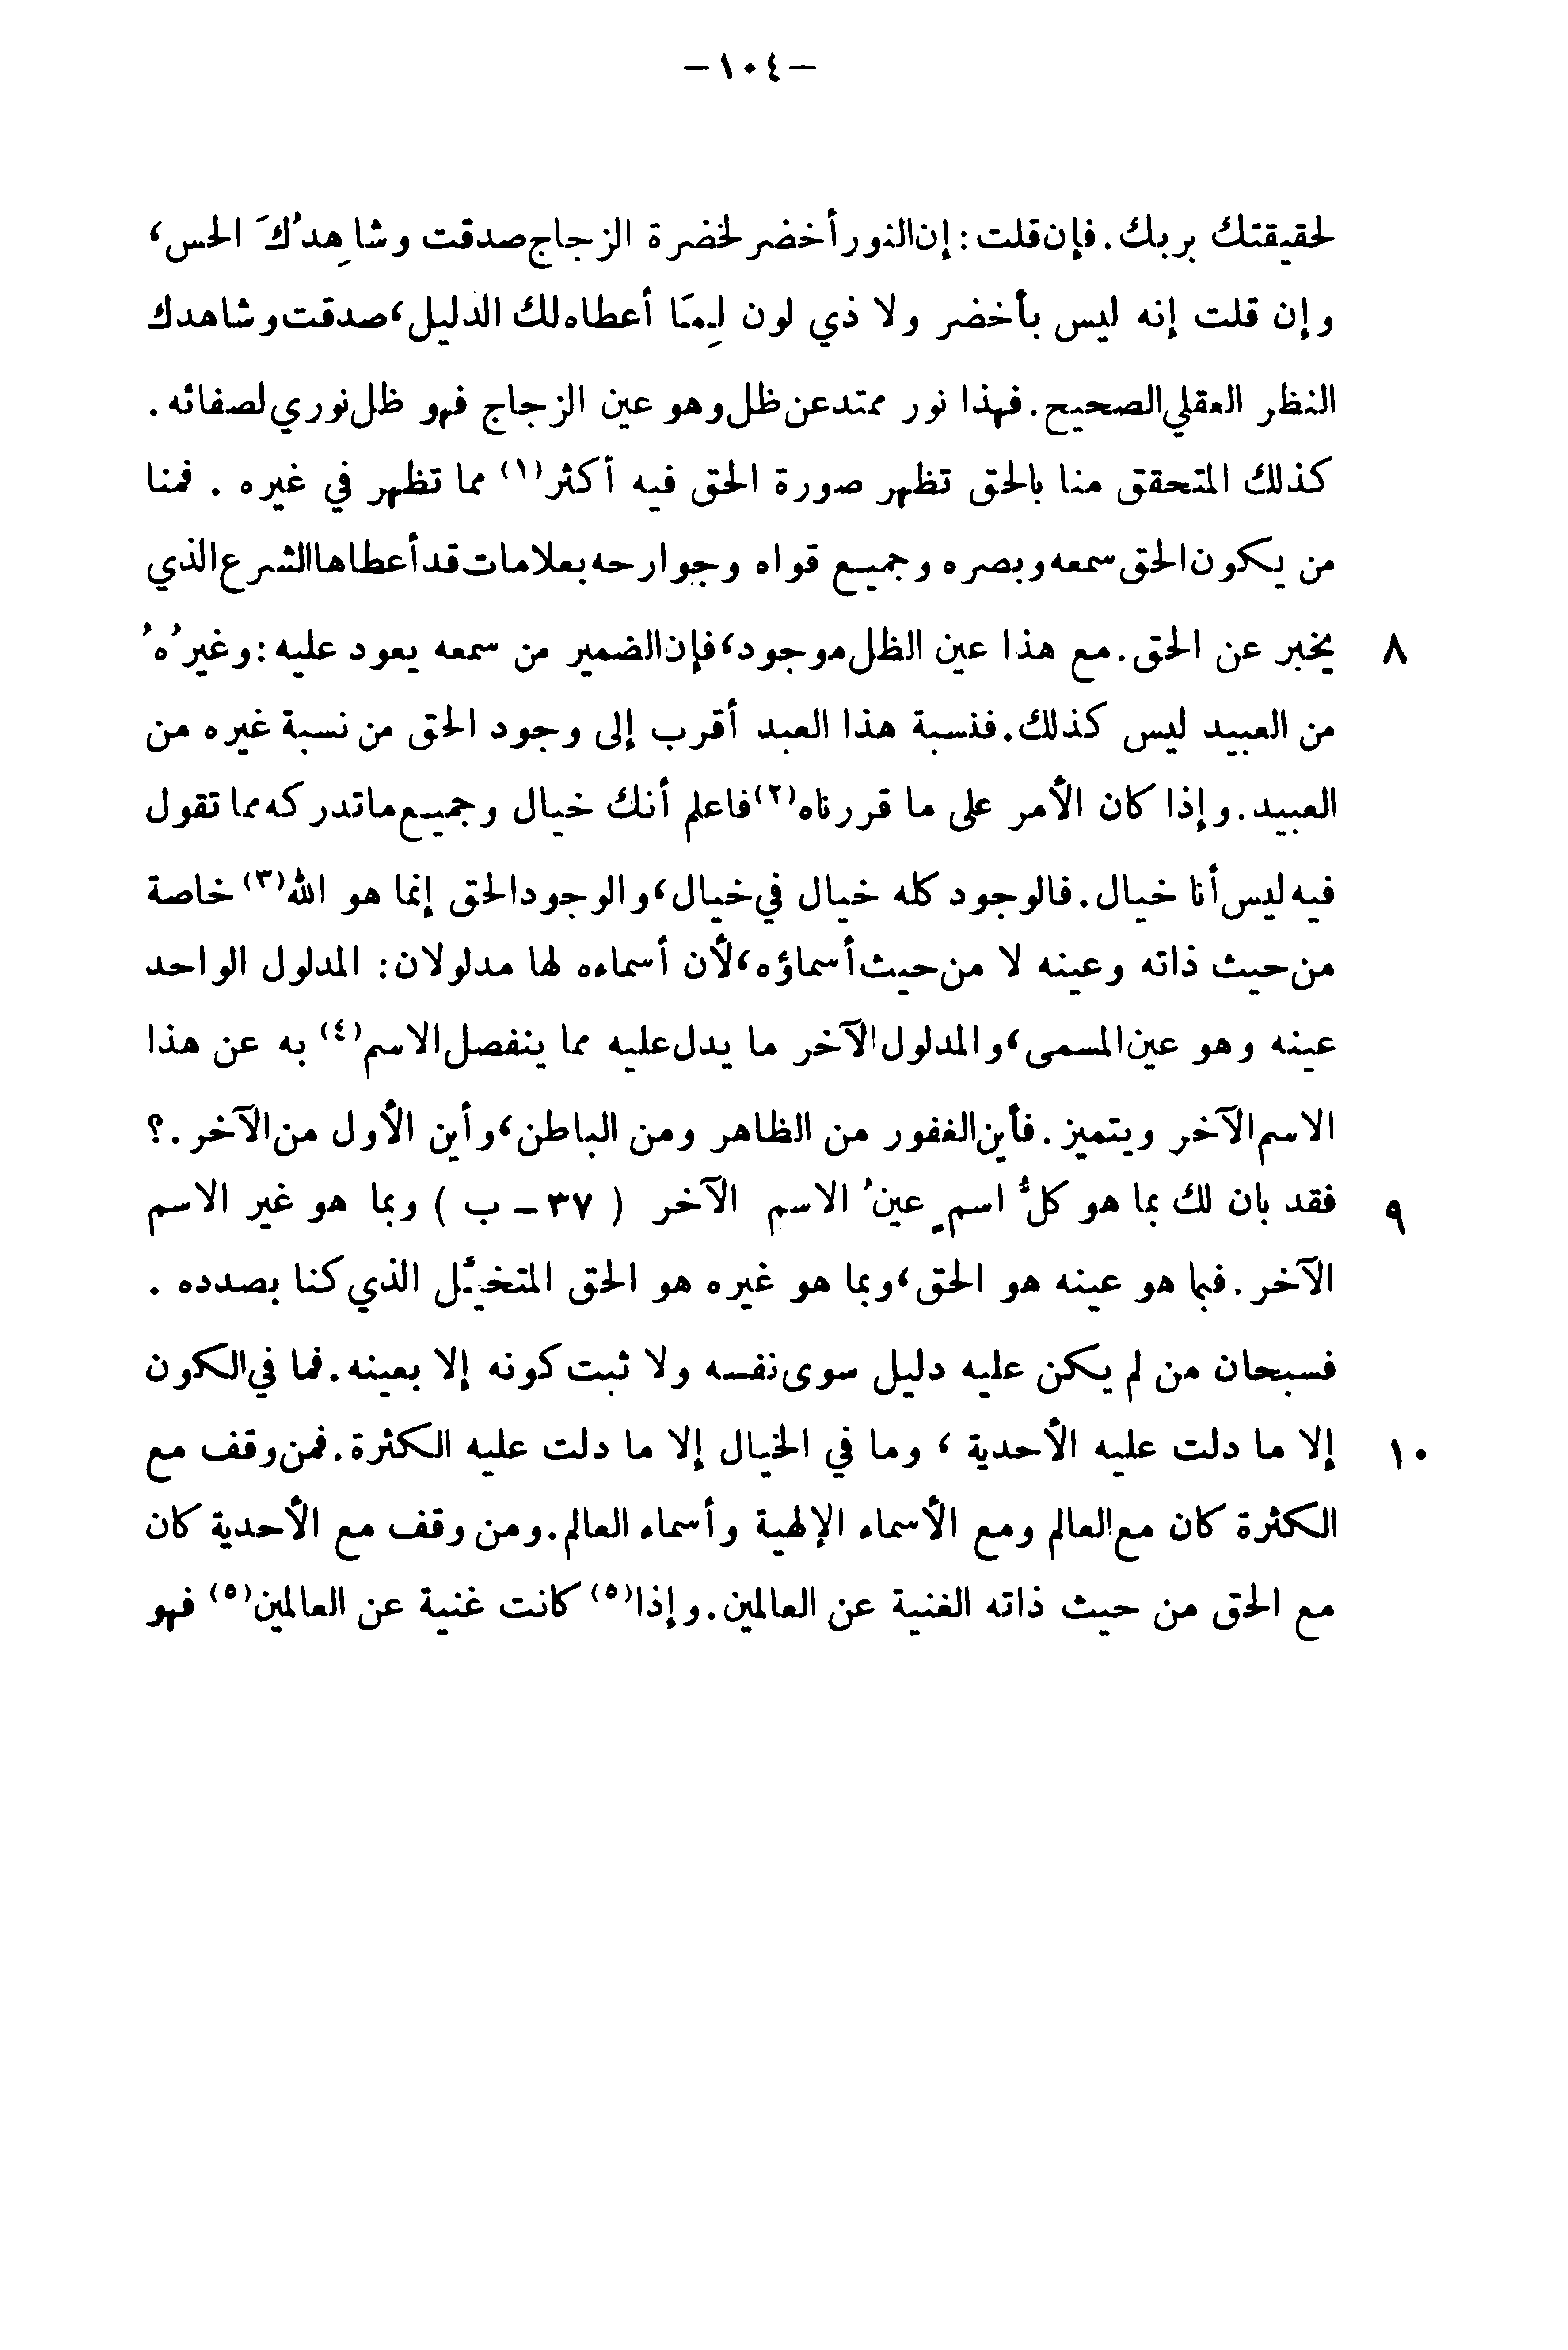 – ١٠٤ –
لحقيقتك بربك. فإن قلت: إن النور أخضر لخضرة الزجاج صدقت وشاهِدُكَ الحس،
وإن قلت إنه ليس بأخضر ولا ذي لون لِمَا أعطاه لك الدليل، صدقت وشاهدك
النظر العقلي الصحيح. فهذا نور ممتد عن ظل وهو عين الزجاج فهو ظل نوري لصفائه.
كذلك المتحقق منا بالحق تظهر صورة الحق فيه أكثر(١) مما تظهر في غيره. فمنا
من يكون الحق سمعه وبصره وجميع قواه وجوارحه بعلامات قد أعطاها الشرع الذي
٨ يخبر عن الحق. مع هذا عين الظل موجود، فإن الضمير من سمعه يعود عليه: وغيرُهُ
من العبيد ليس كذلك. فنسبة هذا العبد أقرب إلى وجود الحق من نسبة غيره من
العبيد. وإذا كان الأمر على ما قررناه(٢) فاعلم أنك خيال وجميع ما تدركه مما تقول
فيه ليس أنا خيال. فالوجود كله خيال في خيال، والوجود الحق إنما هو الله(٣) خاصة
من حيث ذاته وعينه لا من حيث أسماؤه، لأن أسماءه لها مدلولان: المدلول الواحد
عينه وهو عين المسمى، والمدلول الآخر ما يدل عليه مما ينفصل الاسم(٤) به عن هذا
الاسم الآخر ويتميز. فأين الغفور من الظاهر ومن الباطن، وأين الأول من الآخر.؟
٩ فقد بان لك بما هو كلُّ اسمٍ عينُ الاسم الآخر ( ٣٧ – ب ) وبما هو غير الاسم
الآخر. فبما هو عينه هو الحق، وبما هو غيره هو الحق المتخيَّل الذي كنا بصدده.
فسبحان من لم يكن عليه دليل سوى نفسه ولا ثبت كونه إلا بعينه. فما في الكون
١٠ إلا ما دلت عليه الأحدية، وما في الخيال إلا ما دلت عليه الكثرة. فمن وقف مع
الكثرة كان مع العالم ومع الأسماء الإلهية وأسماء العالم. ومن وقف مع الأحدية كان
مع الحق من حيث ذاته الغنية عن العالمين. وإذا(٥) كانت غنية عن العالمين(٥) فهو